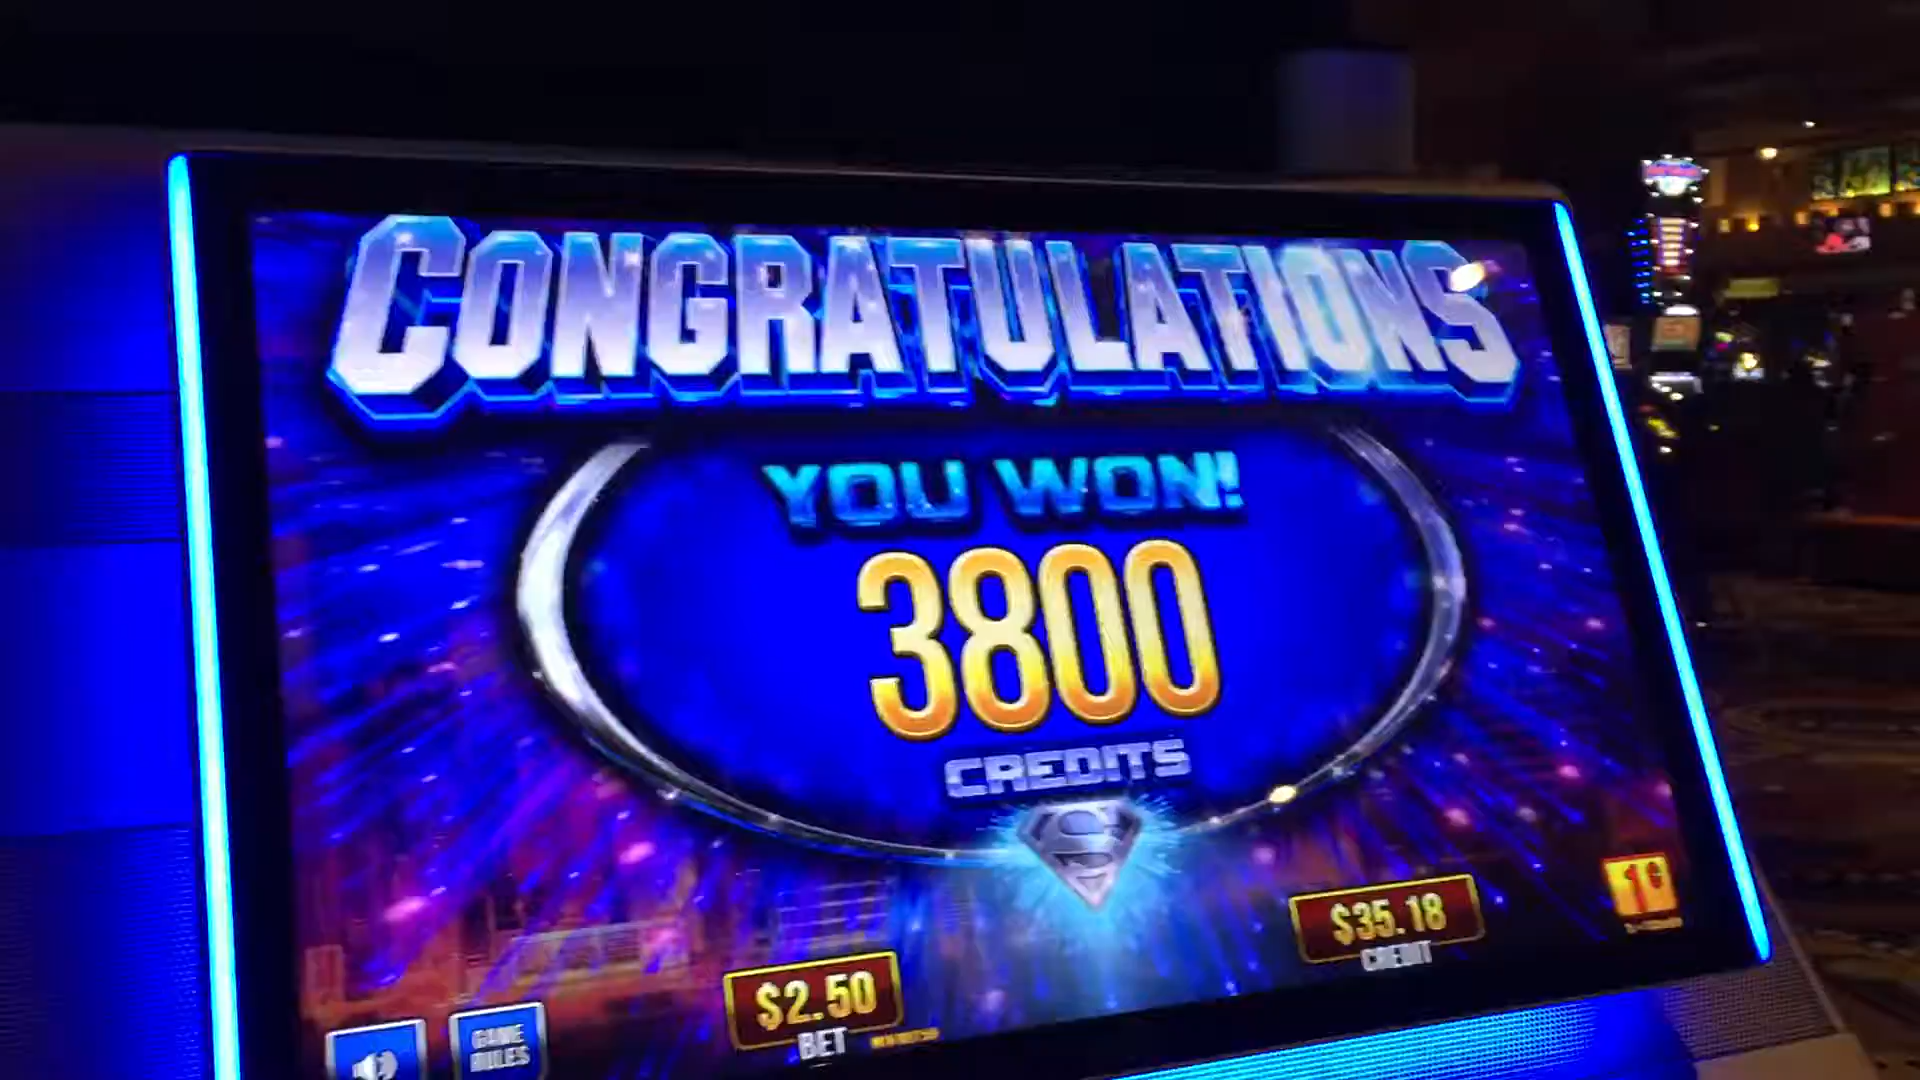 CONGRATULATIONS
YOU WON!
3800
CREDITS
$35.18
CREDIT
1¢
$2.50
BET
GAME
RULES